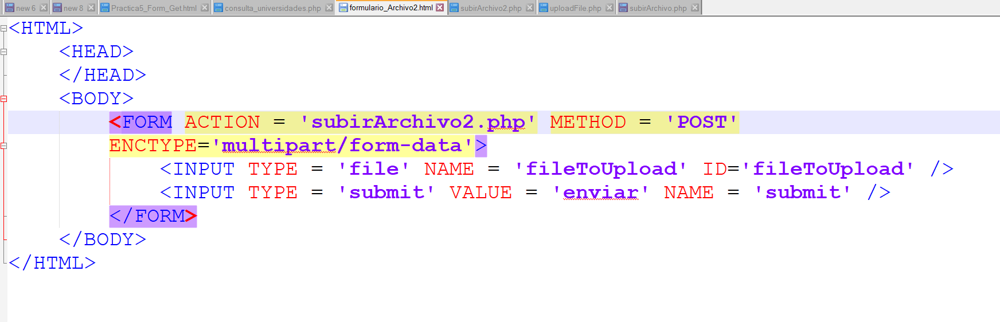 new 6 new 8 Practica5_Form_Get.html consulta_universidades.php formulario_Archivo2.html subirArchivo2.php uploadFile.php subirArchivo.php
<HTML>
<HEAD>
</HEAD>
<BODY>
<FORM ACTION = 'subirArchivo2.php' METHOD = 'POST'
ENCTYPE='multipart/form-data'>
<INPUT TYPE = 'file' NAME = 'fileToUpload' ID='fileToUpload' />
<INPUT TYPE = 'submit' VALUE = 'enviar' NAME = 'submit' />
</FORM>
</BODY>
</HTML>